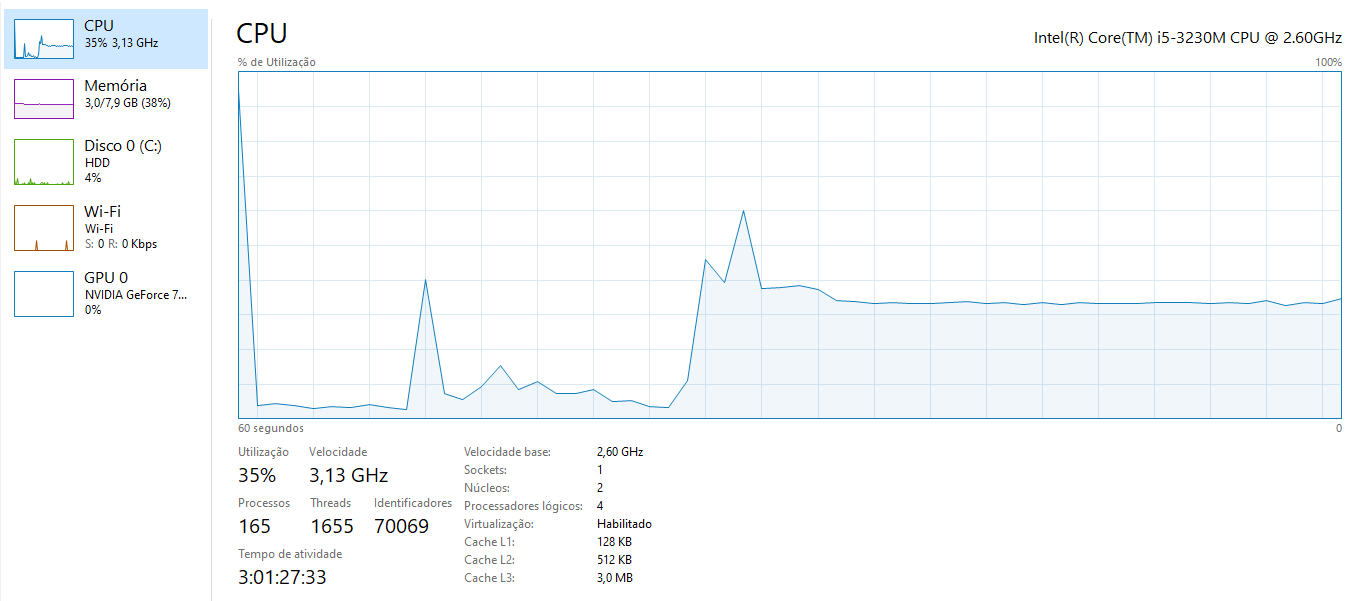 CPU
35% 3,13 GHz
Memória
3,0/7,9 GB (38%)
Disco 0 (C:)
HDD
4%
Wi-Fi
Wi-Fi
S: 0 R: 0 Kbps
GPU 0
NVIDIA GeForce 7...
0%
CPU
Intel(R) Core(TM) i5-3230M CPU @ 2.60GHz
% de Utilização
100%
60 segundos
0
Utilização Velocidade
35% 3,13 GHz
Processos Threads Identificadores
165 1655 70069
Tempo de atividade
3:01:27:33
Velocidade base: 2,60 GHz
Sockets: 1
Núcleos: 2
Processadores lógicos: 4
Virtualização: Habilitado
Cache L1: 128 KB
Cache L2: 512 KB
Cache L3: 3,0 MB